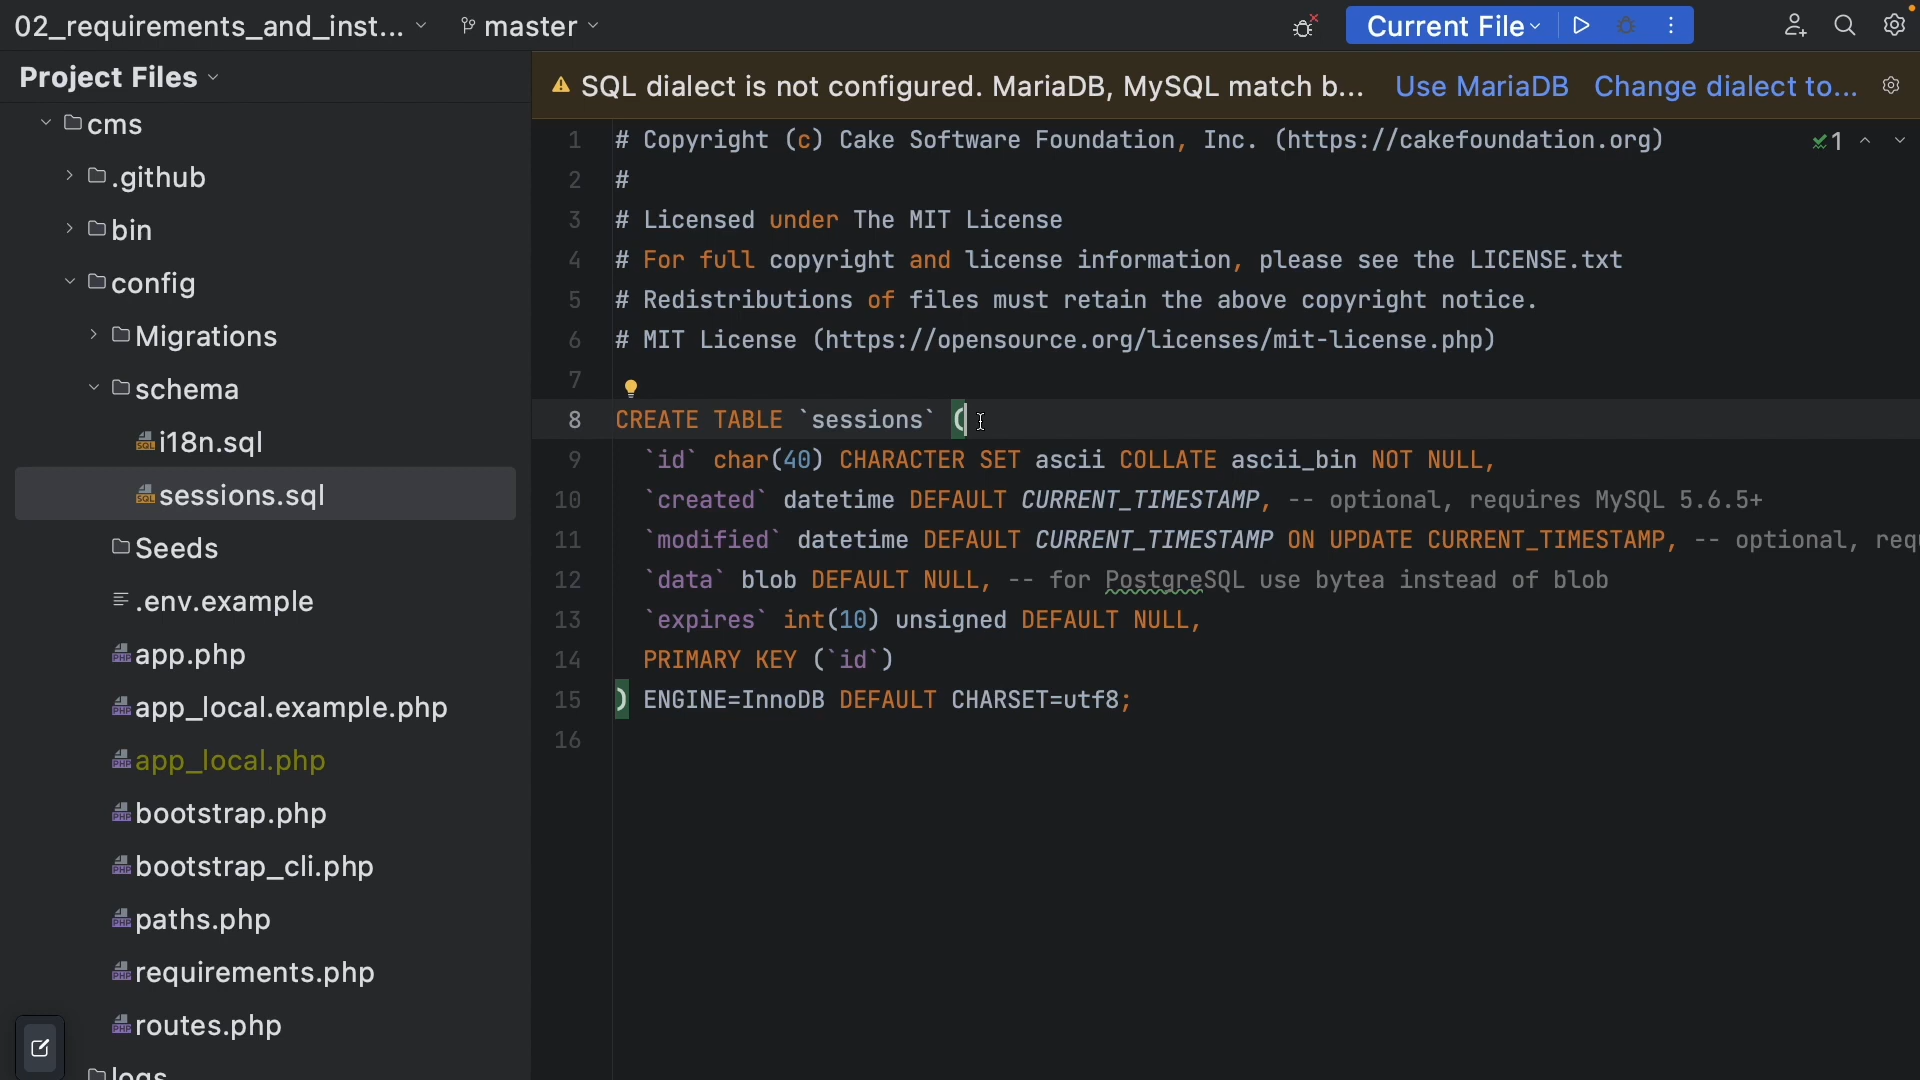 02_requirements_and_inst...
master
Current File
Project Files
SQL dialect is not configured. MariaDB, MySQL match b...
Use MariaDB
Change dialect to...
cms
.github
bin
config
Migrations
schema
i18n.sql
sessions.sql
Seeds
.env.example
app.php
app_local.example.php
app_local.php
bootstrap.php
bootstrap_cli.php
paths.php
requirements.php
routes.php
logs
1 # Copyright (c) Cake Software Foundation, Inc. (https://cakefoundation.org)
1
2 #
3 # Licensed under The MIT License
4 # For full copyright and license information, please see the LICENSE.txt
5 # Redistributions of files must retain the above copyright notice.
6 # MIT License (https://opensource.org/licenses/mit-license.php)
7
8 CREATE TABLE `sessions` (
9 `id` char(40) CHARACTER SET ascii COLLATE ascii_bin NOT NULL,
10 `created` datetime DEFAULT CURRENT_TIMESTAMP, -- optional, requires MySQL 5.6.5+
11 `modified` datetime DEFAULT CURRENT_TIMESTAMP ON UPDATE CURRENT_TIMESTAMP, -- optional, requ
12 `data` blob DEFAULT NULL, -- for PostgreSQL use bytea instead of blob
13 `expires` int(10) unsigned DEFAULT NULL,
14 PRIMARY KEY (`id`)
15 ) ENGINE=InnoDB DEFAULT CHARSET=utf8;
16